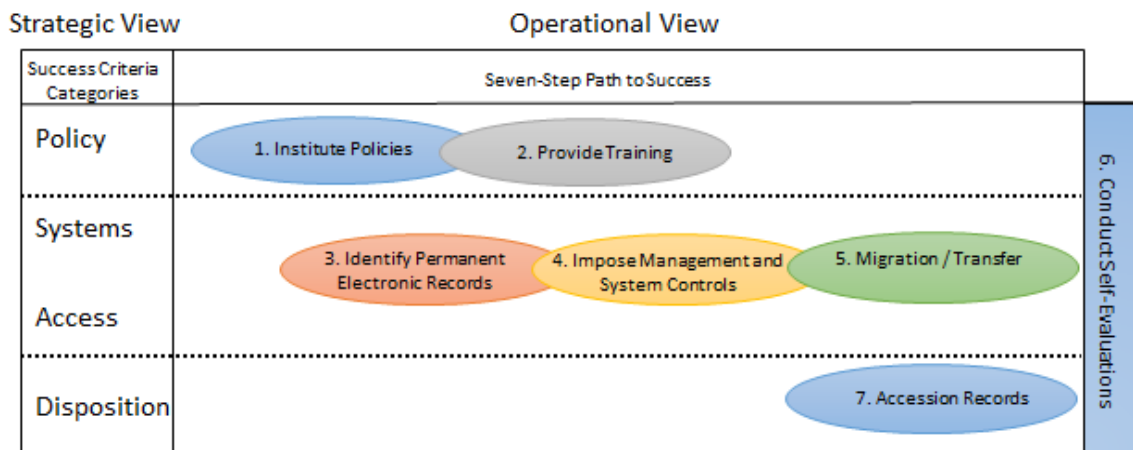 Strategic View
Operational View
Success Criteria
Categories
Seven-Step Path to Success
Policy
1. Institute Policies
2. Provide Training
Systems
3. Identify Permanent
Electronic Records
4. Impose Management and
System Controls
5. Migration / Transfer
Access
Disposition
7. Accession Records
6. Conduct Self-Evaluations